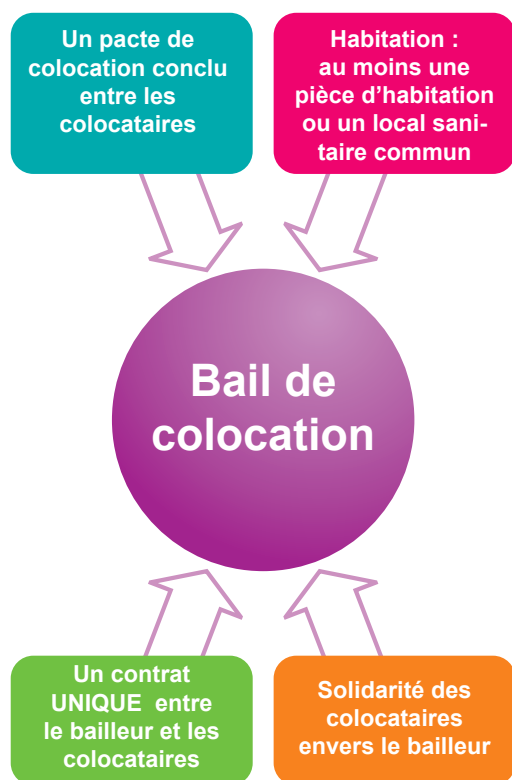 Un pacte de
colocation conclu
entre les
colocataires
Habitation :
au moins une
pièce d’habitation
ou un local sani-
taire commun
Bail de
colocation
Un contrat
UNIQUE entre
le bailleur et les
colocataires
Solidarité des
colocataires
envers le bailleur